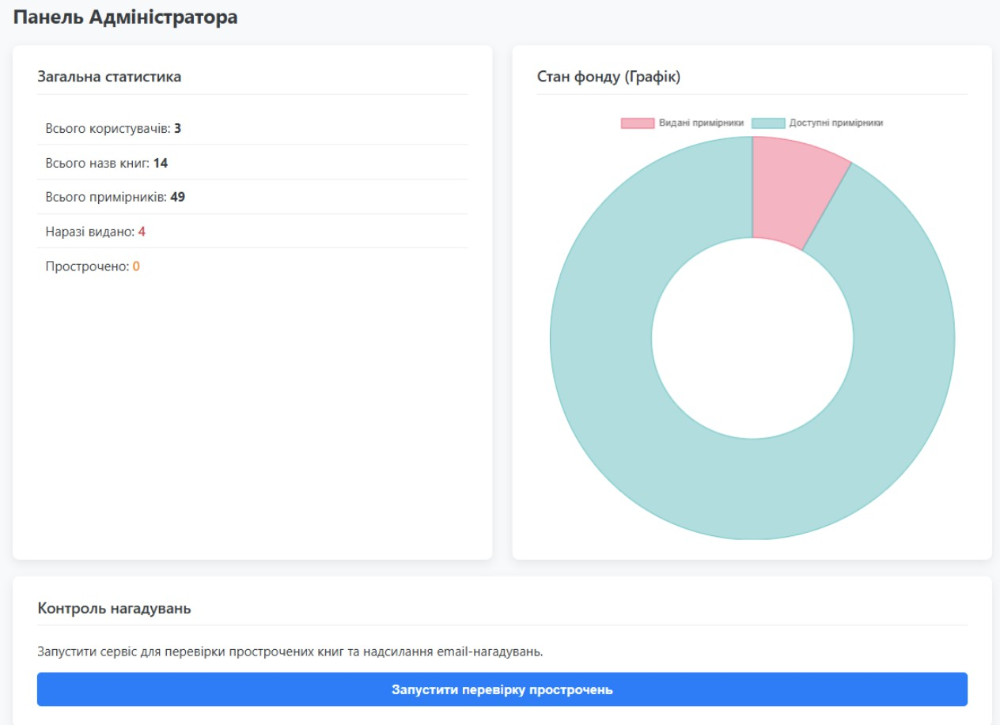 Панель Адміністратора
Загальна статистика
Всього користувачів: 3
Всього назв книг: 14
Всього примірників: 49
Наразі видано: 4
Прострочено: 0
Стан фонду (Графік)
Видані примірники Доступні примірники
Контроль нагадувань
Запустити сервіс для перевірки прострочених книг та надсилання email-нагадувань.
Запустити перевірку прострочень